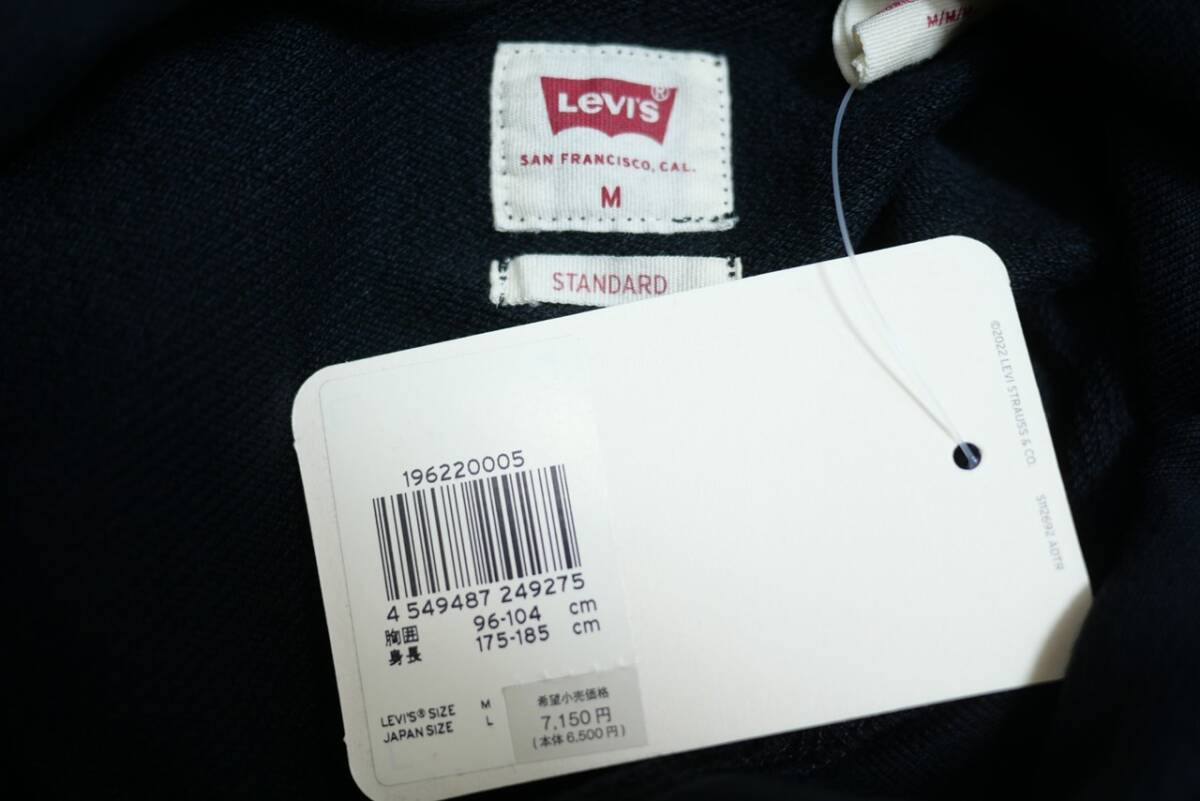 M/M/M
LEVI'S®
SAN FRANCISCO, CAL.
M
STANDARD
©2022 LEVI STRAUSS & CO.
S112692 ADTR
196220005
4 549487 249275
胸囲 96-104 cm
身長 175-185 cm
LEVI'S® SIZE M
JAPAN SIZE L
希望小売価格
7,150円
(本体6,500円)